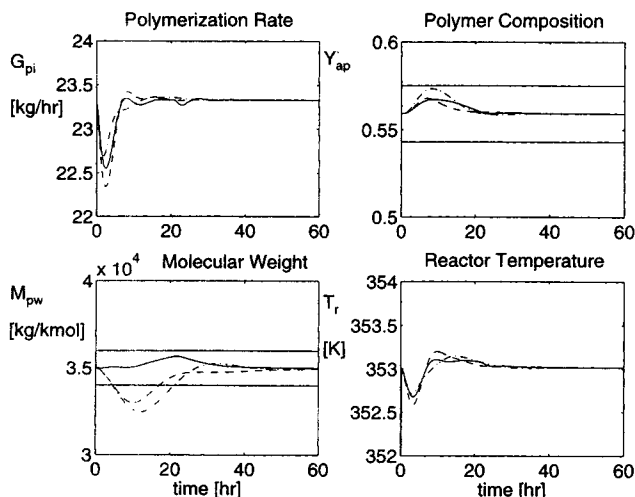 Polymerization Rate
G_pi
[kg/hr]
24
23.5
23
22.5
22
0 20 40 60
Polymer Composition
Y_ap
0.6
0.55
0.5
0 20 40 60
x 10^4
Molecular Weight
M_pw
[kg/kmol]
4
3.5
3
0 20 40 60
time [hr]
Reactor Temperature
T_r
[K]
354
353.5
353
352.5
352
0 20 40 60
time [hr]